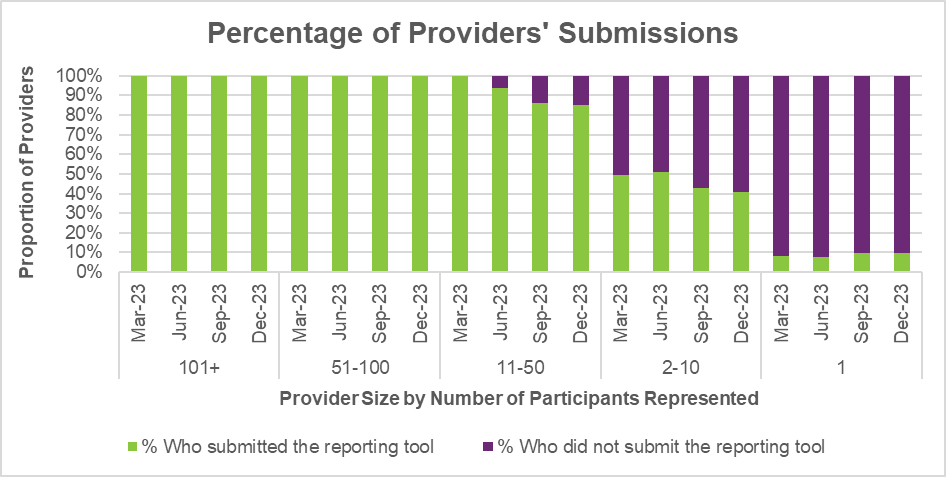 Percentage of Providers' Submissions
Proportion of Providers
100%
90%
80%
70%
60%
50%
40%
30%
20%
10%
0%
Mar-23 Jun-23 Sep-23 Dec-23 Mar-23 Jun-23 Sep-23 Dec-23 Mar-23 Jun-23 Sep-23 Dec-23 Mar-23 Jun-23 Sep-23 Dec-23 Mar-23 Jun-23 Sep-23 Dec-23
101+ 51-100 11-50 2-10 1
Provider Size by Number of Participants Represented
% Who submitted the reporting tool % Who did not submit the reporting tool